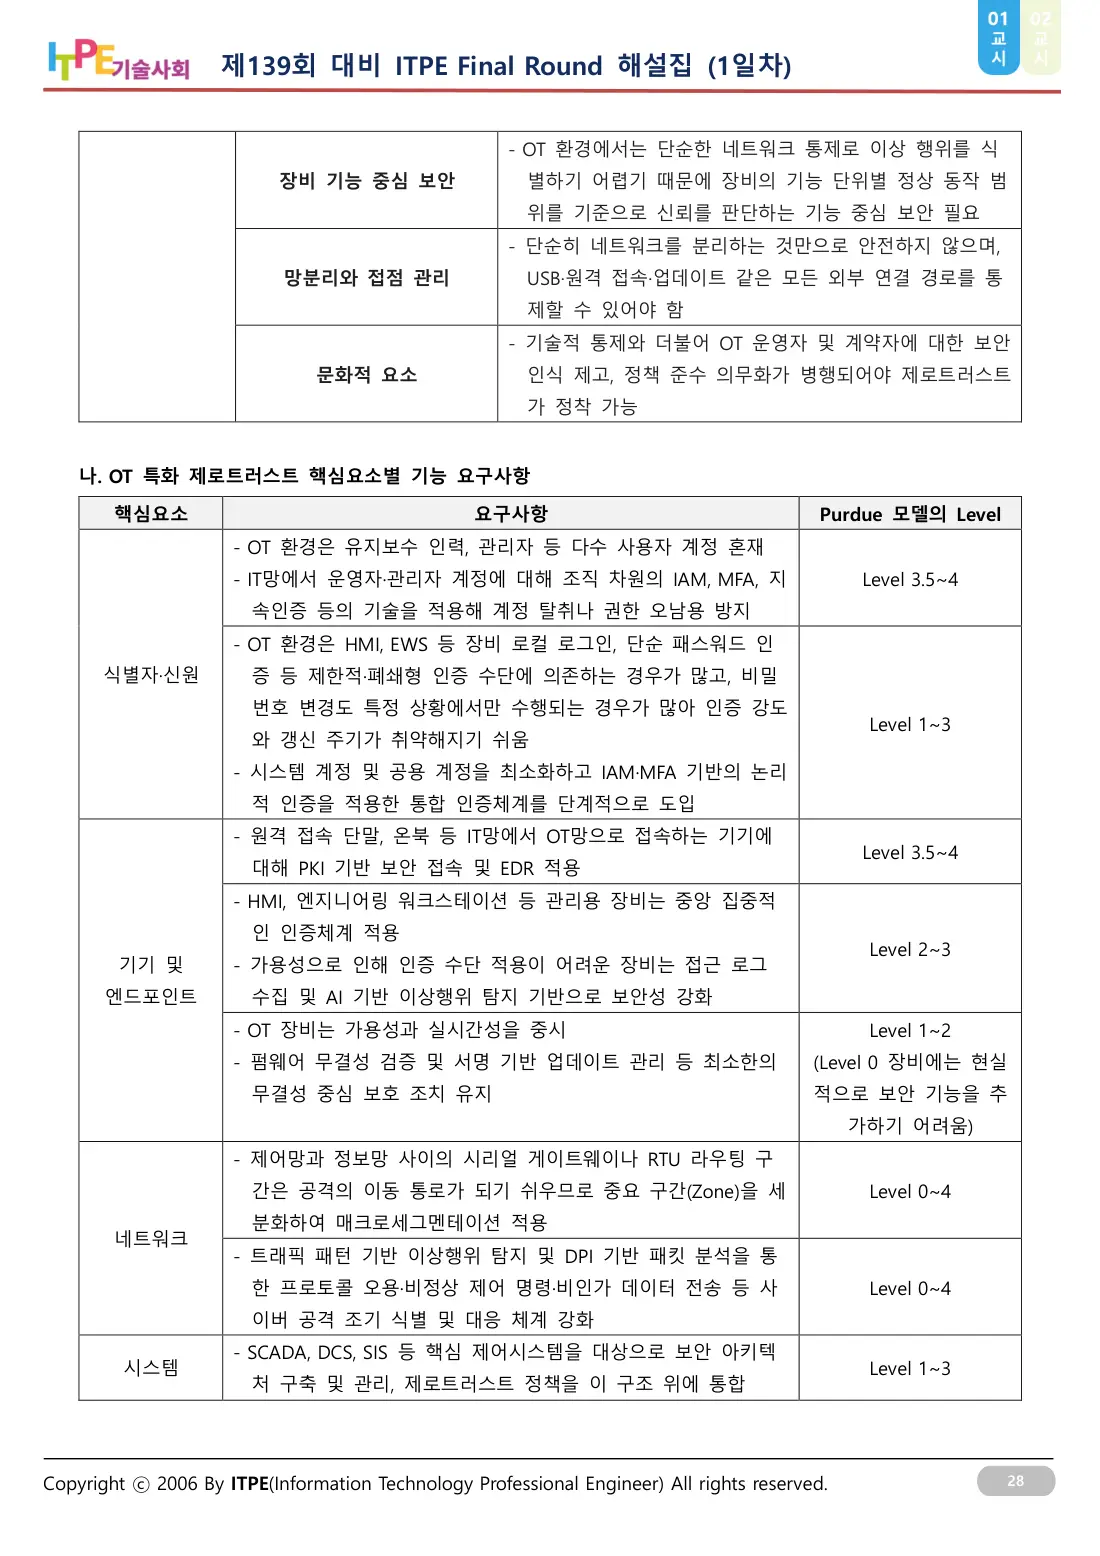 01
교
시
02
교
시
ITPE기술사회 제139회 대비 ITPE Final Round 해설집 (1일차)
장비 기능 중심 보안
- OT 환경에서는 단순한 네트워크 통제로 이상 행위를 식
별하기 어렵기 때문에 장비의 기능 단위별 정상 동작 범
위를 기준으로 신뢰를 판단하는 기능 중심 보안 필요
망분리와 접점 관리
- 단순히 네트워크를 분리하는 것만으로 안전하지 않으며,
USB·원격 접속·업데이트 같은 모든 외부 연결 경로를 통
제할 수 있어야 함
문화적 요소
- 기술적 통제와 더불어 OT 운영자 및 계약자에 대한 보안
인식 제고, 정책 준수 의무화가 병행되어야 제로트러스트
가 정착 가능
나. OT 특화 제로트러스트 핵심요소별 기능 요구사항
핵심요소 요구사항 Purdue 모델의 Level
식별자·신원
- OT 환경은 유지보수 인력, 관리자 등 다수 사용자 계정 혼재
- IT망에서 운영자·관리자 계정에 대해 조직 차원의 IAM, MFA, 지
속인증 등의 기술을 적용해 계정 탈취나 권한 오남용 방지
Level 3.5~4
- OT 환경은 HMI, EWS 등 장비 로컬 로그인, 단순 패스워드 인
증 등 제한적·폐쇄형 인증 수단에 의존하는 경우가 많고, 비밀
번호 변경도 특정 상황에서만 수행되는 경우가 많아 인증 강도
와 갱신 주기가 취약해지기 쉬움
- 시스템 계정 및 공용 계정을 최소화하고 IAM·MFA 기반의 논리
적 인증을 적용한 통합 인증체계를 단계적으로 도입
Level 1~3
기기 및
엔드포인트
- 원격 접속 단말, 온북 등 IT망에서 OT망으로 접속하는 기기에
대해 PKI 기반 보안 접속 및 EDR 적용
Level 3.5~4
- HMI, 엔지니어링 워크스테이션 등 관리용 장비는 중앙 집중적
인 인증체계 적용
- 가용성으로 인해 인증 수단 적용이 어려운 장비는 접근 로그
수집 및 AI 기반 이상행위 탐지 기반으로 보안성 강화
Level 2~3
- OT 장비는 가용성과 실시간성을 중시
- 펌웨어 무결성 검증 및 서명 기반 업데이트 관리 등 최소한의
무결성 중심 보호 조치 유지
Level 1~2
(Level 0 장비에는 현실
적으로 보안 기능을 추
가하기 어려움)
네트워크
- 제어망과 정보망 사이의 시리얼 게이트웨이나 RTU 라우팅 구
간은 공격의 이동 통로가 되기 쉬우므로 중요 구간(Zone)을 세
분화하여 매크로세그멘테이션 적용
Level 0~4
- 트래픽 패턴 기반 이상행위 탐지 및 DPI 기반 패킷 분석을 통
한 프로토콜 오용·비정상 제어 명령·비인가 데이터 전송 등 사
이버 공격 조기 식별 및 대응 체계 강화
Level 0~4
시스템
- SCADA, DCS, SIS 등 핵심 제어시스템을 대상으로 보안 아키텍
처 구축 및 관리, 제로트러스트 정책을 이 구조 위에 통합
Level 1~3
Copyright ⓒ 2006 By ITPE(Information Technology Professional Engineer) All rights reserved.
28